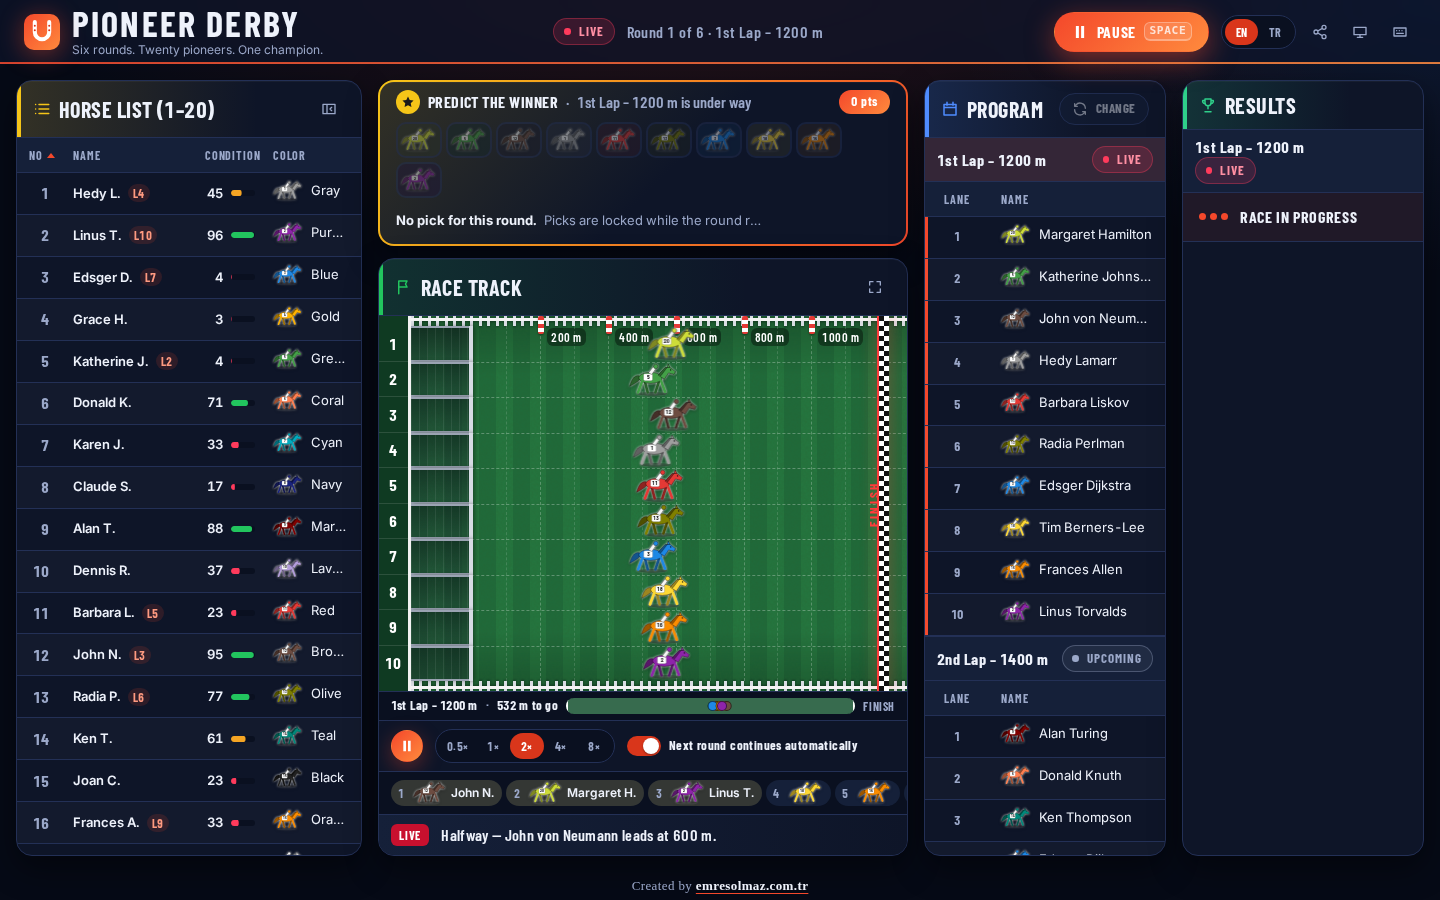 PIONEER DERBY
Six rounds. Twenty pioneers. One champion.
LIVE Round 1 of 6 · 1st Lap – 1200 m
PAUSE SPACE
EN TR
HORSE LIST (1–20)
NO NAME CONDITION COLOR
1 Hedy L. L4 45 Gray
2 Linus T. L10 96 Pur...
3 Edsger D. L7 4 Blue
4 Grace H. 3 Gold
5 Katherine J. L2 4 Gre...
6 Donald K. 71 Coral
7 Karen J. 33 Cyan
8 Claude S. 17 Navy
9 Alan T. 88 Mar...
10 Dennis R. 37 Lav...
11 Barbara L. L5 23 Red
12 John N. L3 95 Bro...
13 Radia P. L6 77 Olive
14 Ken T. 61 Teal
15 Joan C. 23 Black
16 Frances A. L9 33 Ora...
PREDICT THE WINNER · 1st Lap – 1200 m is under way
0 pts
No pick for this round. Picks are locked while the round r...
RACE TRACK
200 m 400 m 600 m 800 m 1000 m
1
2
3
4
5
6
7
8
9
10
FINISH
1st Lap – 1200 m · 532 m to go FINISH
0.5× 1× 2× 4× 8× Next round continues automatically
1 John N. 2 Margaret H. 3 Linus T. 4 5
LIVE Halfway — John von Neumann leads at 600 m.
PROGRAM CHANGE
1st Lap – 1200 m LIVE
LANE NAME
1 Margaret Hamilton
2 Katherine Johns...
3 John von Neum...
4 Hedy Lamarr
5 Barbara Liskov
6 Radia Perlman
7 Edsger Dijkstra
8 Tim Berners-Lee
9 Frances Allen
10 Linus Torvalds
2nd Lap – 1400 m UPCOMING
LANE NAME
1 Alan Turing
2 Donald Knuth
3 Ken Thompson
RESULTS
1st Lap – 1200 m
LIVE
RACE IN PROGRESS
Created by emresolmaz.com.tr